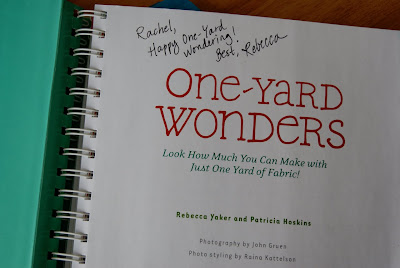 Rachel,
Happy One-Yard
Wondering!
Best, Rebecca
One-Yard
Wonders
Look How Much You Can Make with
Just One Yard of Fabric!
Rebecca Yaker and Patricia Hoskins
Photography by John Gruen
Photo styling by Raina Kattelson